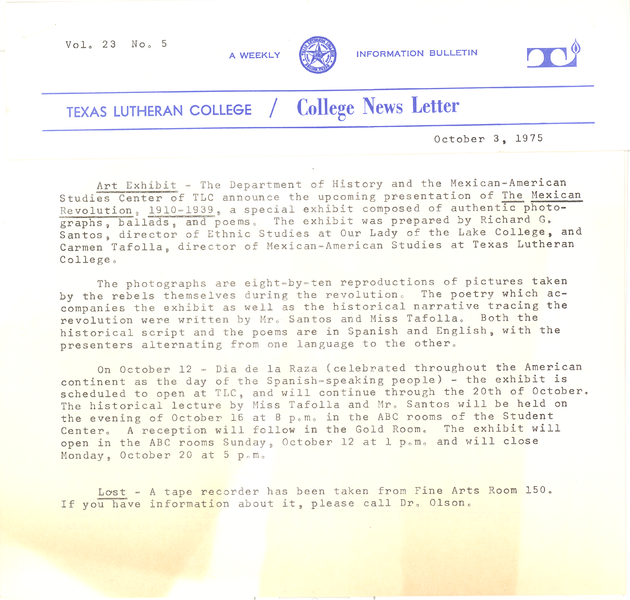 Vol. 23 No. 5
A WEEKLY INFORMATION BULLETIN
TEXAS LUTHERAN COLLEGE / College News Letter
October 3, 1975
Art Exhibit - The Department of History and the Mexican-American
Studies Center of TLC announce the upcoming presentation of The Mexican
Revolution, 1910-1939, a special exhibit composed of authentic photo-
graphs, ballads, and poems. The exhibit was prepared by Richard G.
Santos, director of Ethnic Studies at Our Lady of the Lake College, and
Carmen Tafolla, director of Mexican-American Studies at Texas Lutheran
College.
The photographs are eight-by-ten reproductions of pictures taken
by the rebels themselves during the revolution. The poetry which ac-
companies the exhibit as well as the historical narrative tracing the
revolution were written by Mr. Santos and Miss Tafolla. Both the
historical script and the poems are in Spanish and English, with the
presenters alternating from one language to the other.
On October 12 - Dia de la Raza (celebrated throughout the American
continent as the day of the Spanish-speaking people) - the exhibit is
scheduled to open at TLC, and will continue through the 20th of October.
The historical lecture by Miss Tafolla and Mr. Santos will be held on
the evening of October 16 at 8 p.m. in the ABC rooms of the Student
Center. A reception will follow in the Gold Room. The exhibit will
open in the ABC rooms Sunday, October 12 at 1 p.m. and will close
Monday, October 20 at 5 p.m.
Lost - A tape recorder has been taken from Fine Arts Room 150.
If you have information about it, please call Dr. Olson.